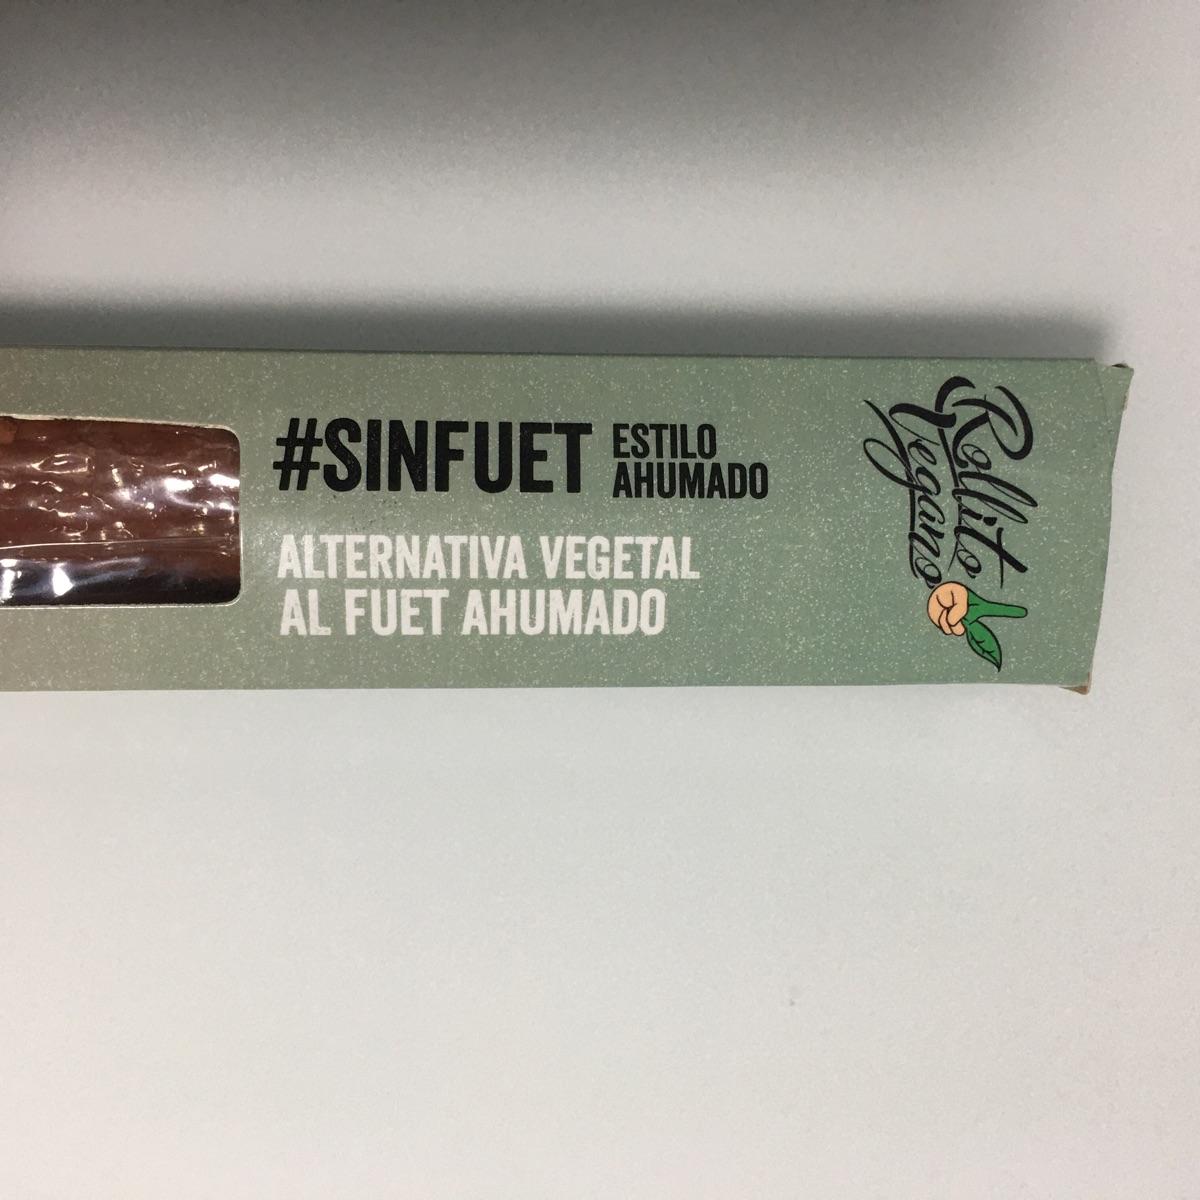 #SINFUET
ESTILO
AHUMADO
ALTERNATIVA VEGETAL
AL FUET AHUMADO
Rollito
Vegano